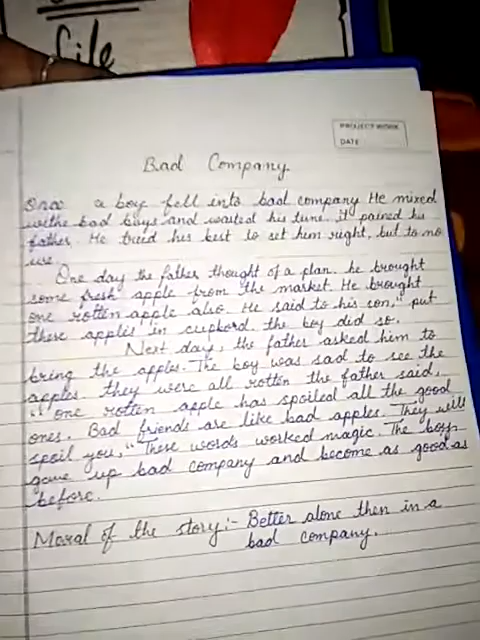 file
PROJECT WORK
DATE
Bad Company.
Once a boy fell into bad company He mixed
withe bad boys and wasted his tune. it pained his
father. He treed his best to set him right, but to no
use.
One day the father thought of a plan. he brought
some fresh apple from the market. He brought
one rotten apple also. He said to his con, " put
these apples" in cupbord. the boy did so.
Next day, the father asked him to
bring the apples. The boy was sad to see the
apples they were all rotten the father said,
"one rotten apple has spoiled all the good
ones. Bad friends are like bad apples. They will
spoil you," These words worked magic. The boy
gave up bad company and become as good as
before.
Moral of the story:- Better alone then in a
bad company.